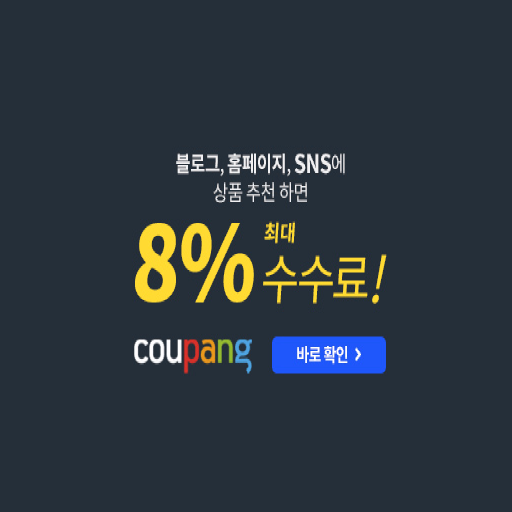 블로그, 홈페이지, SNS에
상품 추천 하면
8% 최대
수수료!
coupang 바로 확인 >